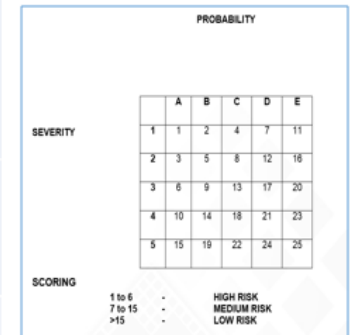 PROBABILITY
A B C D E
SEVERITY 1 1 2 4 7 11
2 3 5 8 12 16
3 6 9 13 17 20
4 10 14 18 21 23
5 15 19 22 24 25
SCORING
1 to 6 - HIGH RISK
7 to 15 - MEDIUM RISK
>15 - LOW RISK